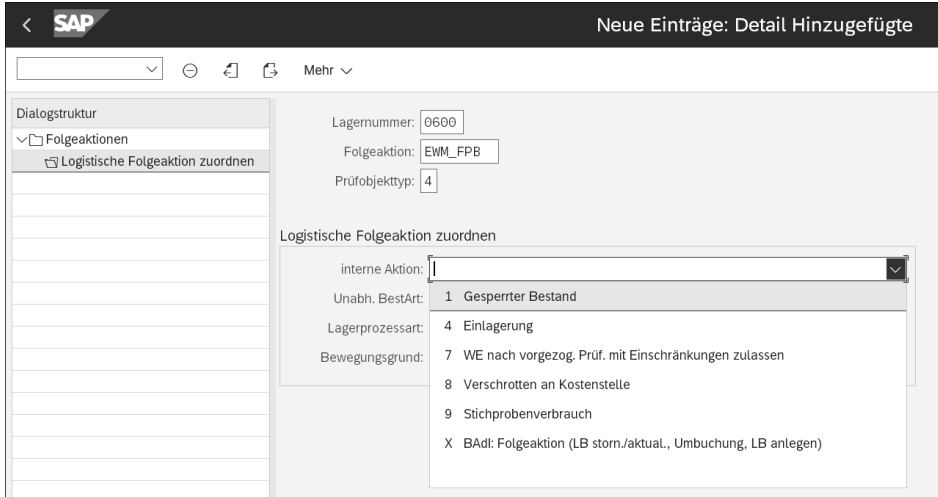 SAP
Neue Einträge: Detail Hinzugefügte
Mehr
Dialogstruktur
Folgeaktionen
Logistische Folgeaktion zuordnen
Lagernummer: 0600
Folgeaktion: EWM_FPB
Prüfobjekttyp: 4
Logistische Folgeaktion zuordnen
interne Aktion:
Unabh. BestArt:
Lagerprozessart:
Bewegungsgrund:
1 Gesperrter Bestand
4 Einlagerung
7 WE nach vorgezog. Prüf. mit Einschränkungen zulassen
8 Verschrotten an Kostenstelle
9 Stichprobenverbrauch
X BAdI: Folgeaktion (LB storn./aktual., Umbuchung, LB anlegen)